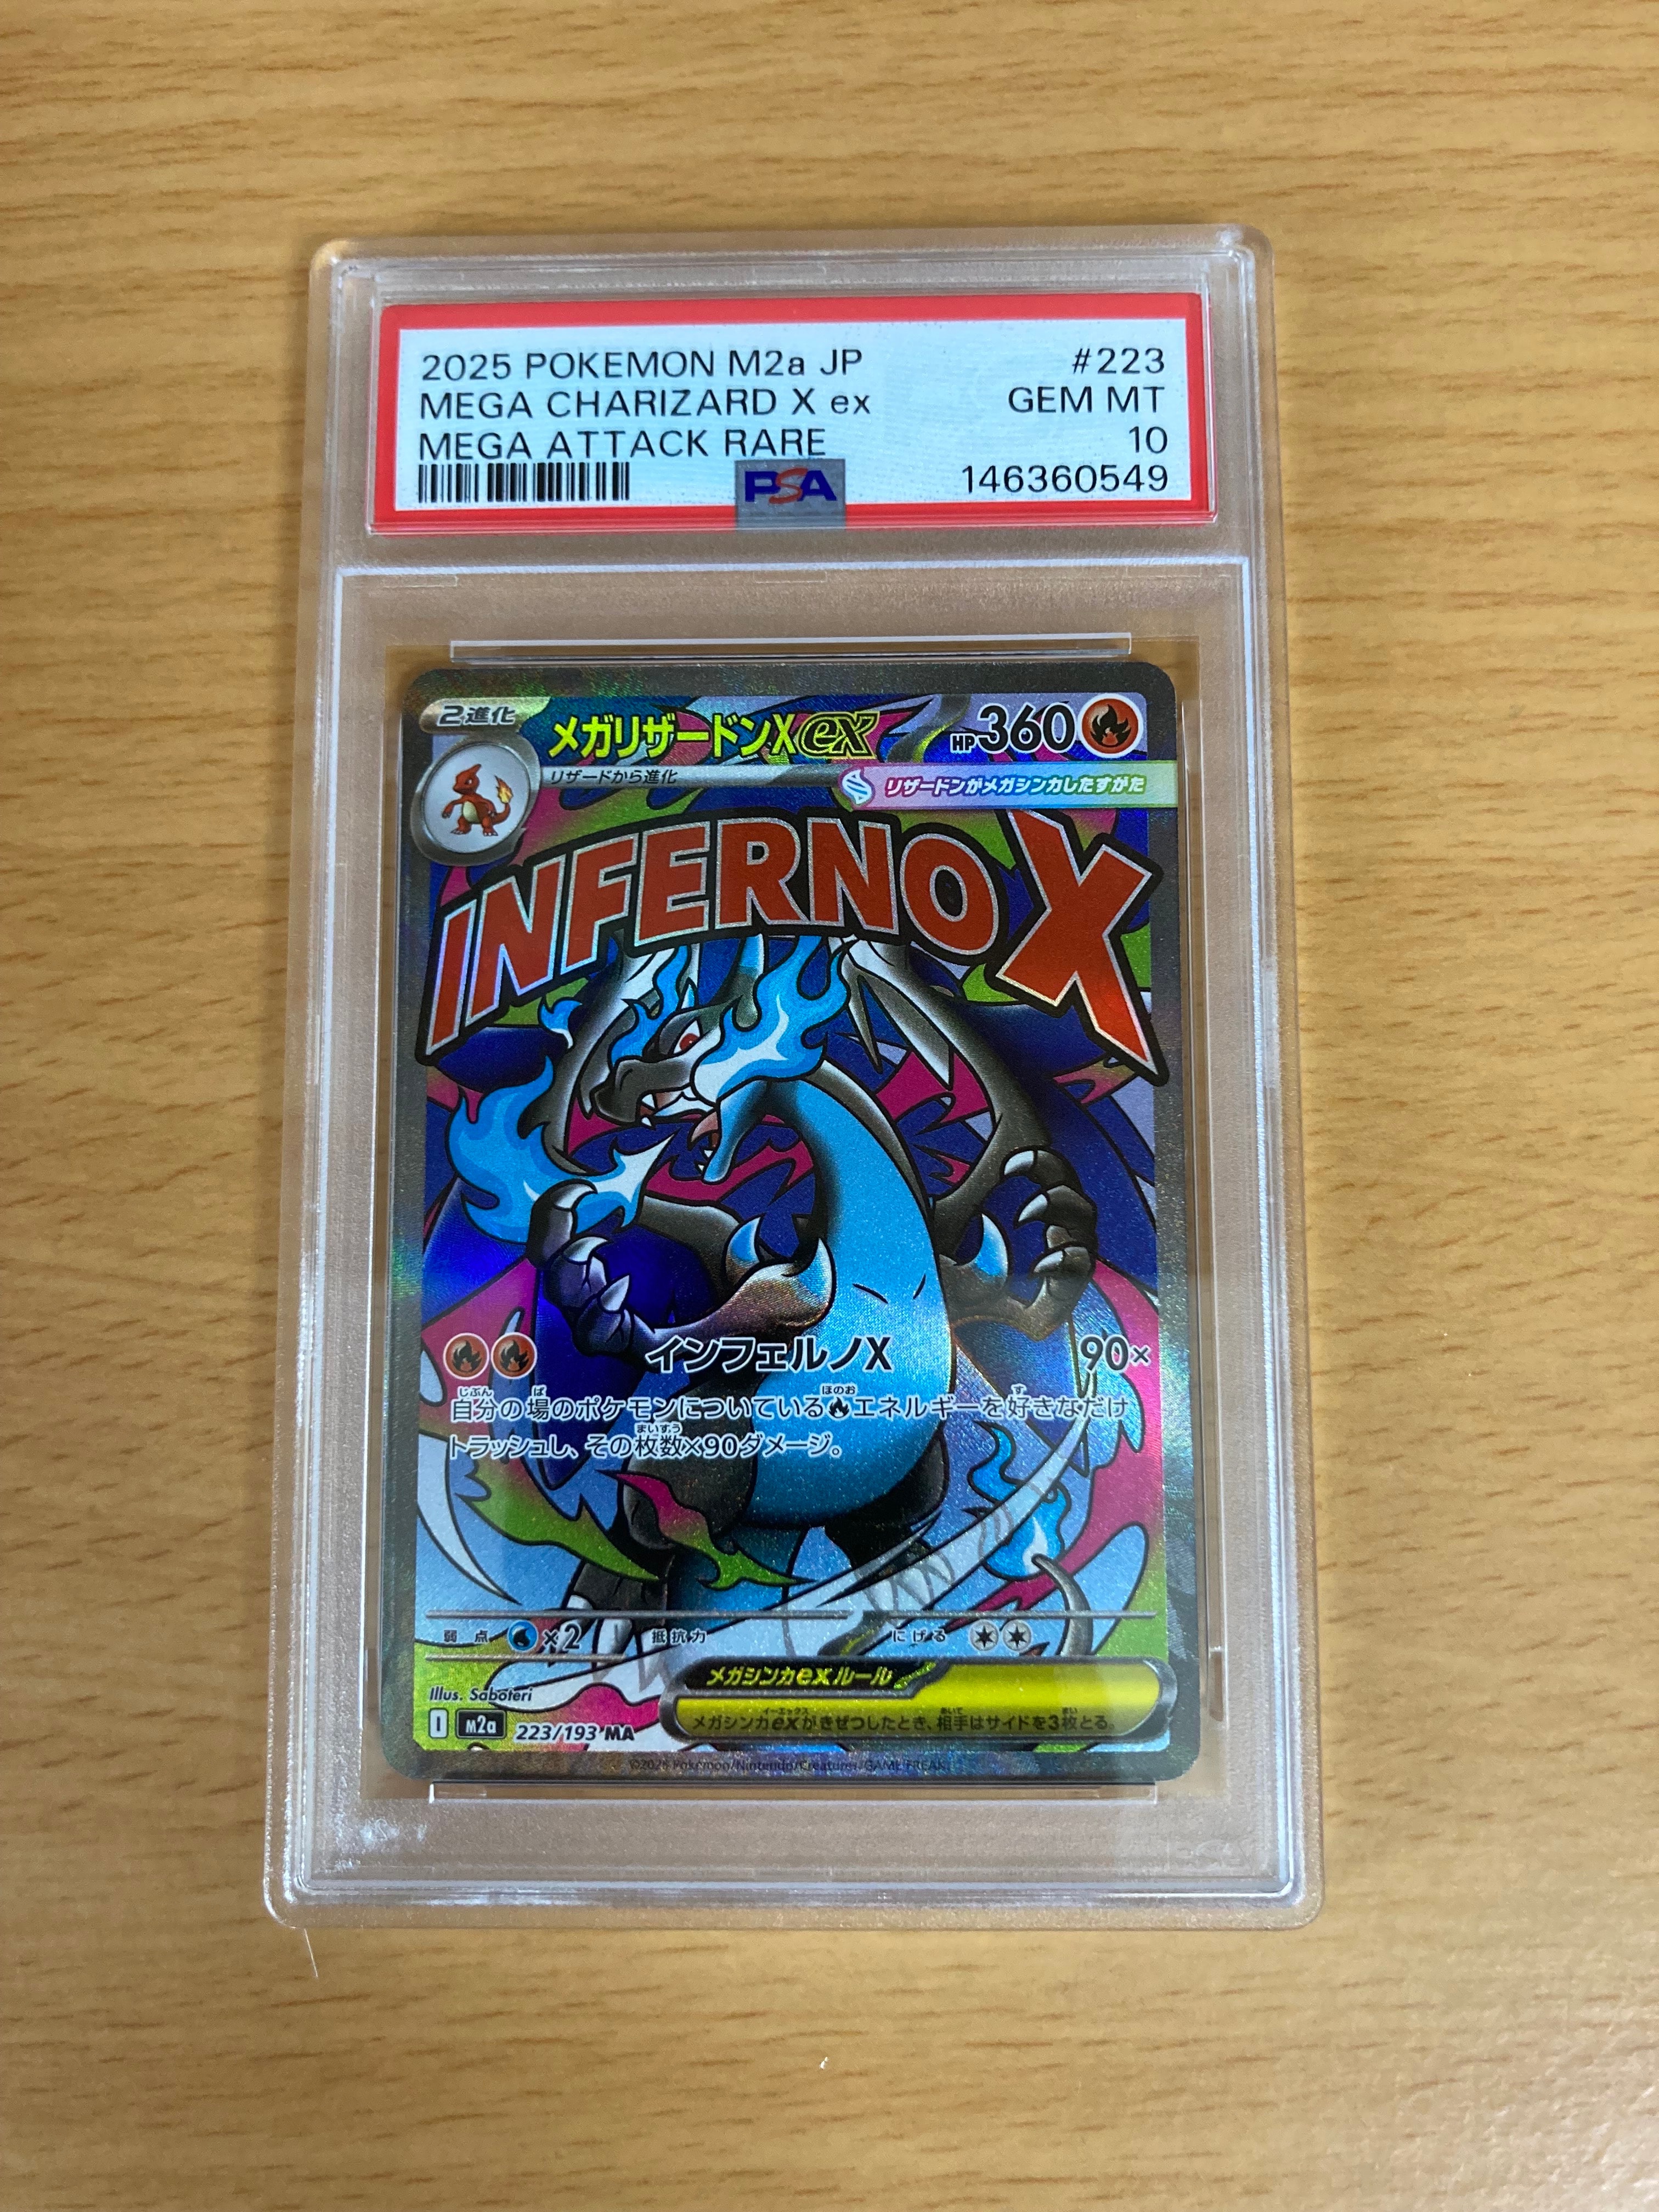 2025 POKEMON M2a JP #223
MEGA CHARIZARD X ex GEM MT
MEGA ATTACK RARE 10
PSA 146360549
2進化 メガリザードンXex HP360
リザードから進化 リザードンがメガシンカしたすがた
INFERNO X
インフェルノX 90×
自分の場のポケモンについているエネルギーを好きなだけ
トラッシュし、その枚数×90ダメージ。
弱点 ×2 抵抗力 にげる
メガシンカexルール
メガシンカexがきぜつしたとき、相手はサイドを3枚とる。
Illus. Saboteri
I m2a 223/193 MA
©2025 Pokémon/Nintendo/Creatures/GAME FREAK